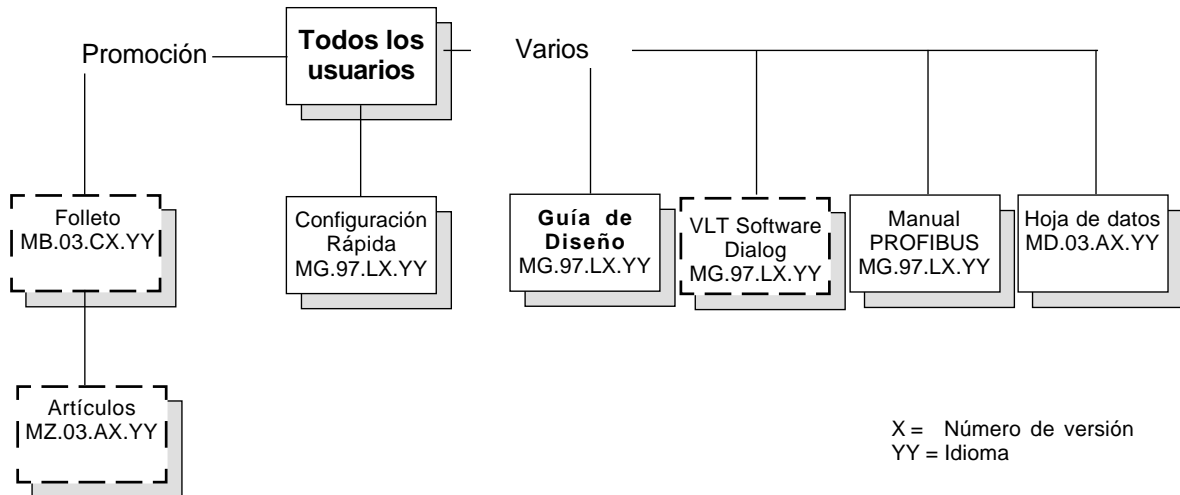 Promoción
Todos los
usuarios
Varios
Folleto
MB.03.CX.YY
Configuración
Rápida
MG.97.LX.YY
Guía de
Diseño
MG.97.LX.YY
VLT Software
Dialog
MG.97.LX.YY
Manual
PROFIBUS
MG.97.LX.YY
Hoja de datos
MD.03.AX.YY
Artículos
MZ.03.AX.YY
X = Número de versión
YY = Idioma